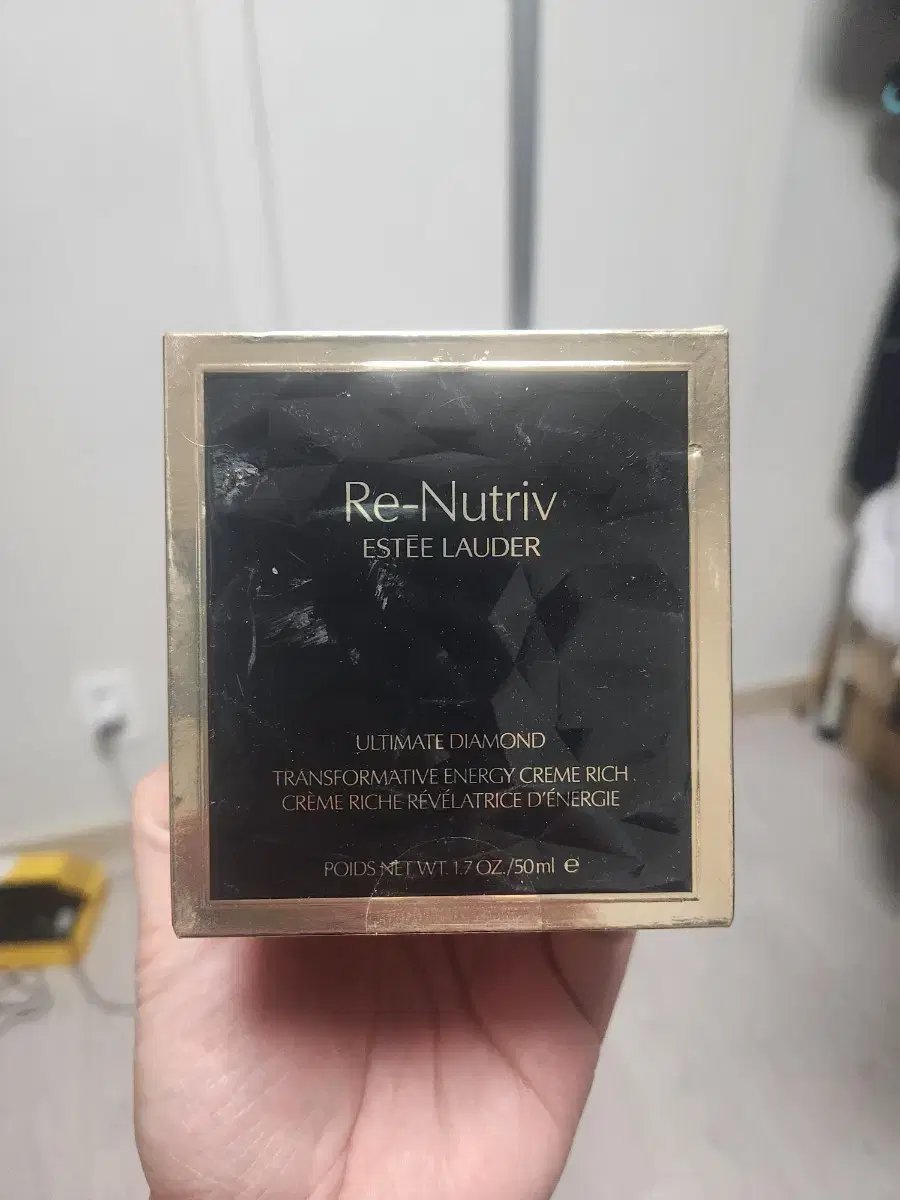 Re-Nutriv
ESTĒE LAUDER
ULTIMATE DIAMOND
TRANSFORMATIVE ENERGY CREME RICH
CRÈME RICHE RÉVÉLATRICE D'ÉNERGIE
POIDS NET WT. 1.7 OZ./50ml ℮